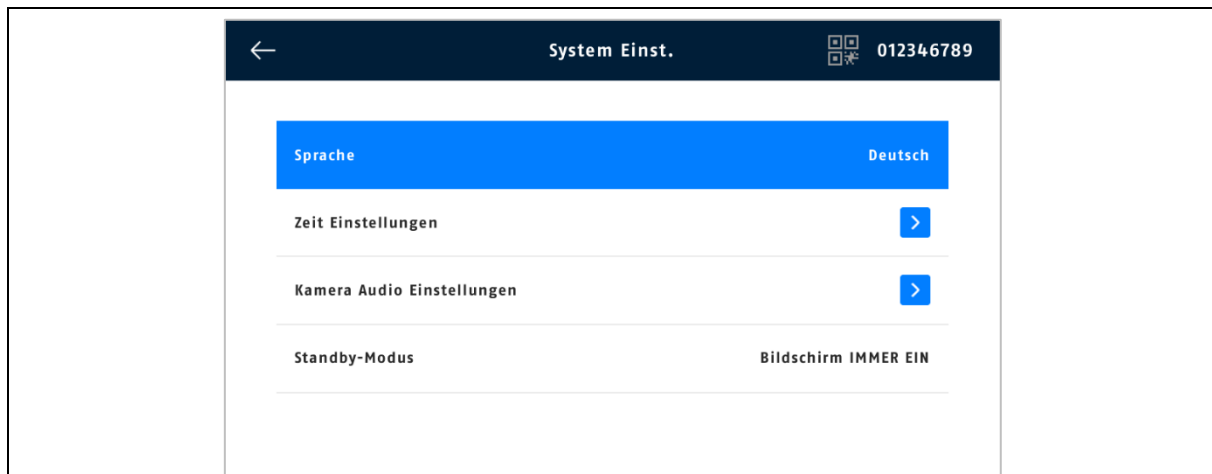 System Einst. 012346789
Sprache Deutsch
Zeit Einstellungen
Kamera Audio Einstellungen
Standby-Modus Bildschirm IMMER EIN